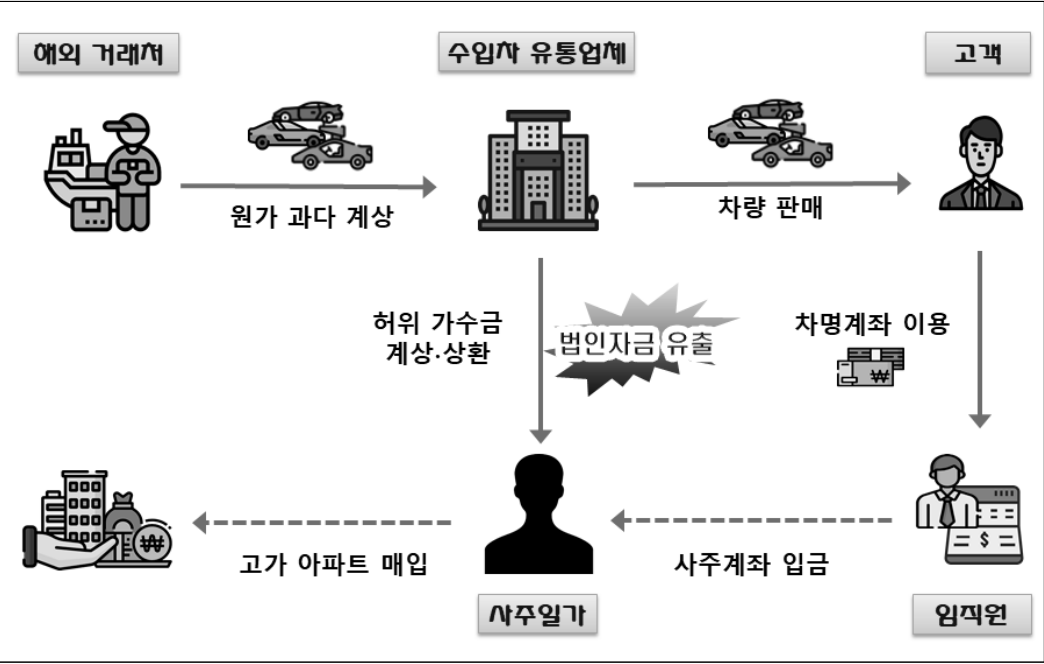 해외 거래처
수입차 유통업체
고객
원가 과다 계상
차량 판매
허위 가수금
계상·상환
법인자금 유출
차명계좌 이용
₩
₩
$
고가 아파트 매입
사주계좌 입금
사주일가
임직원